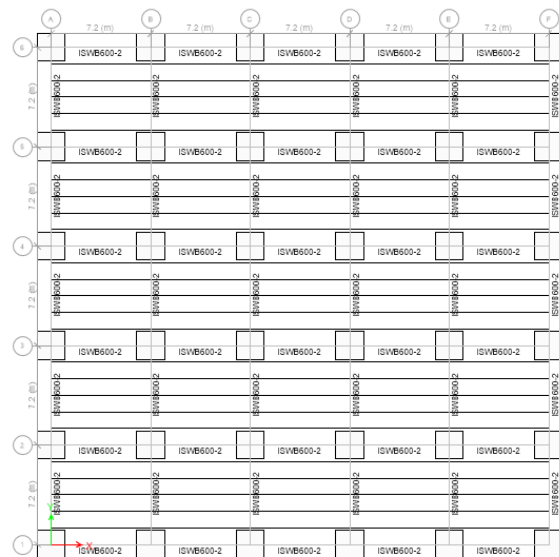 A B C D E F
7.2 (m) 7.2 (m) 7.2 (m) 7.2 (m) 7.2 (m)
6 ISWB600-2 ISWB600-2 ISWB600-2 ISWB600-2 ISWB600-2
7.2 (m) ISWB600-2 ISWB600-2 ISWB600-2 ISWB600-2 ISWB600-2 ISWB600-2
5 ISWB600-2 ISWB600-2 ISWB600-2 ISWB600-2 ISWB600-2
7.2 (m) ISWB600-2 ISWB600-2 ISWB600-2 ISWB600-2 ISWB600-2 ISWB600-2
4 ISWB600-2 ISWB600-2 ISWB600-2 ISWB600-2 ISWB600-2
7.2 (m) ISWB600-2 ISWB600-2 ISWB600-2 ISWB600-2 ISWB600-2 ISWB600-2
3 ISWB600-2 ISWB600-2 ISWB600-2 ISWB600-2 ISWB600-2
7.2 (m) ISWB600-2 ISWB600-2 ISWB600-2 ISWB600-2 ISWB600-2 ISWB600-2
2 ISWB600-2 ISWB600-2 ISWB600-2 ISWB600-2 ISWB600-2
7.2 (m) ISWB600-2 ISWB600-2 ISWB600-2 ISWB600-2 ISWB600-2 ISWB600-2
Y
1 X ISWB600-2 ISWB600-2 ISWB600-2 ISWB600-2 ISWB600-2